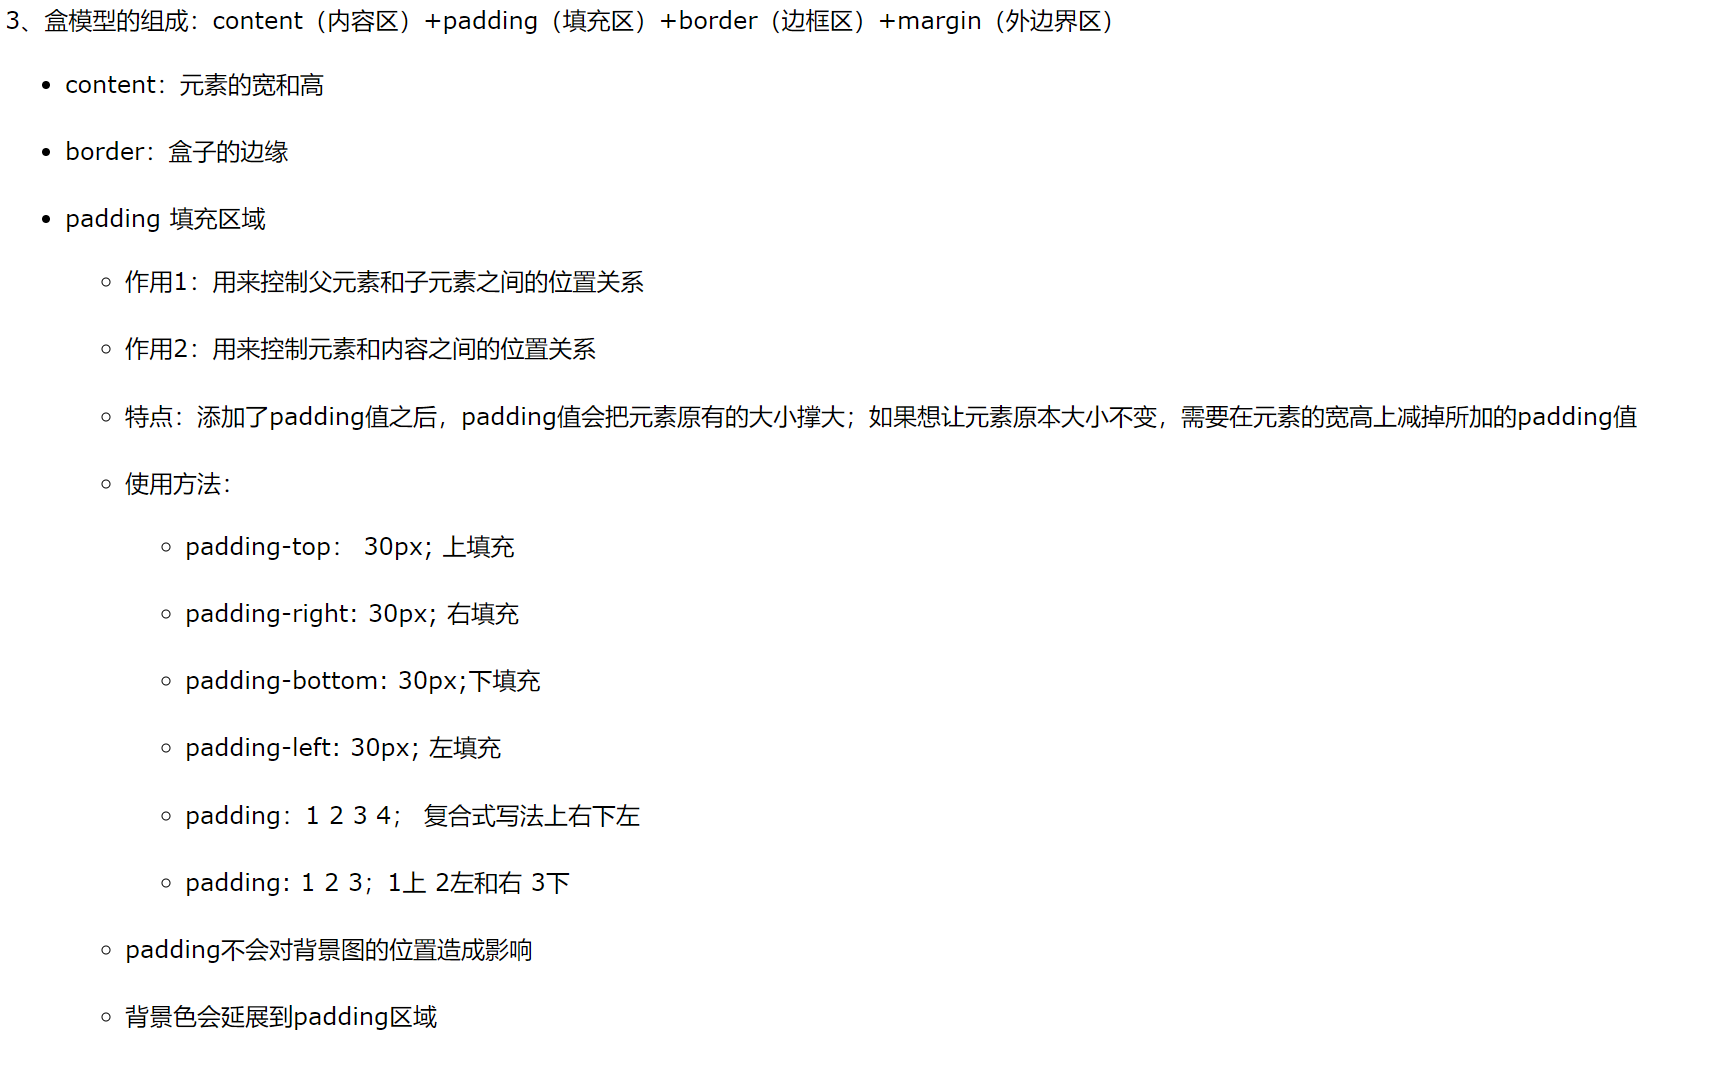 3、盒模型的组成：content（内容区）+padding（填充区）+border（边框区）+margin（外边界区）
content：元素的宽和高
border：盒子的边缘
padding 填充区域
作用1：用来控制父元素和子元素之间的位置关系
作用2：用来控制元素和内容之间的位置关系
特点：添加了padding值之后，padding值会把元素原有的大小撑大；如果想让元素原本大小不变，需要在元素的宽高上减掉所加的padding值
使用方法：
padding-top： 30px; 上填充
padding-right: 30px; 右填充
padding-bottom: 30px;下填充
padding-left: 30px; 左填充
padding：1 2 3 4； 复合式写法上右下左
padding: 1 2 3；1上 2左和右 3下
padding不会对背景图的位置造成影响
背景色会延展到padding区域